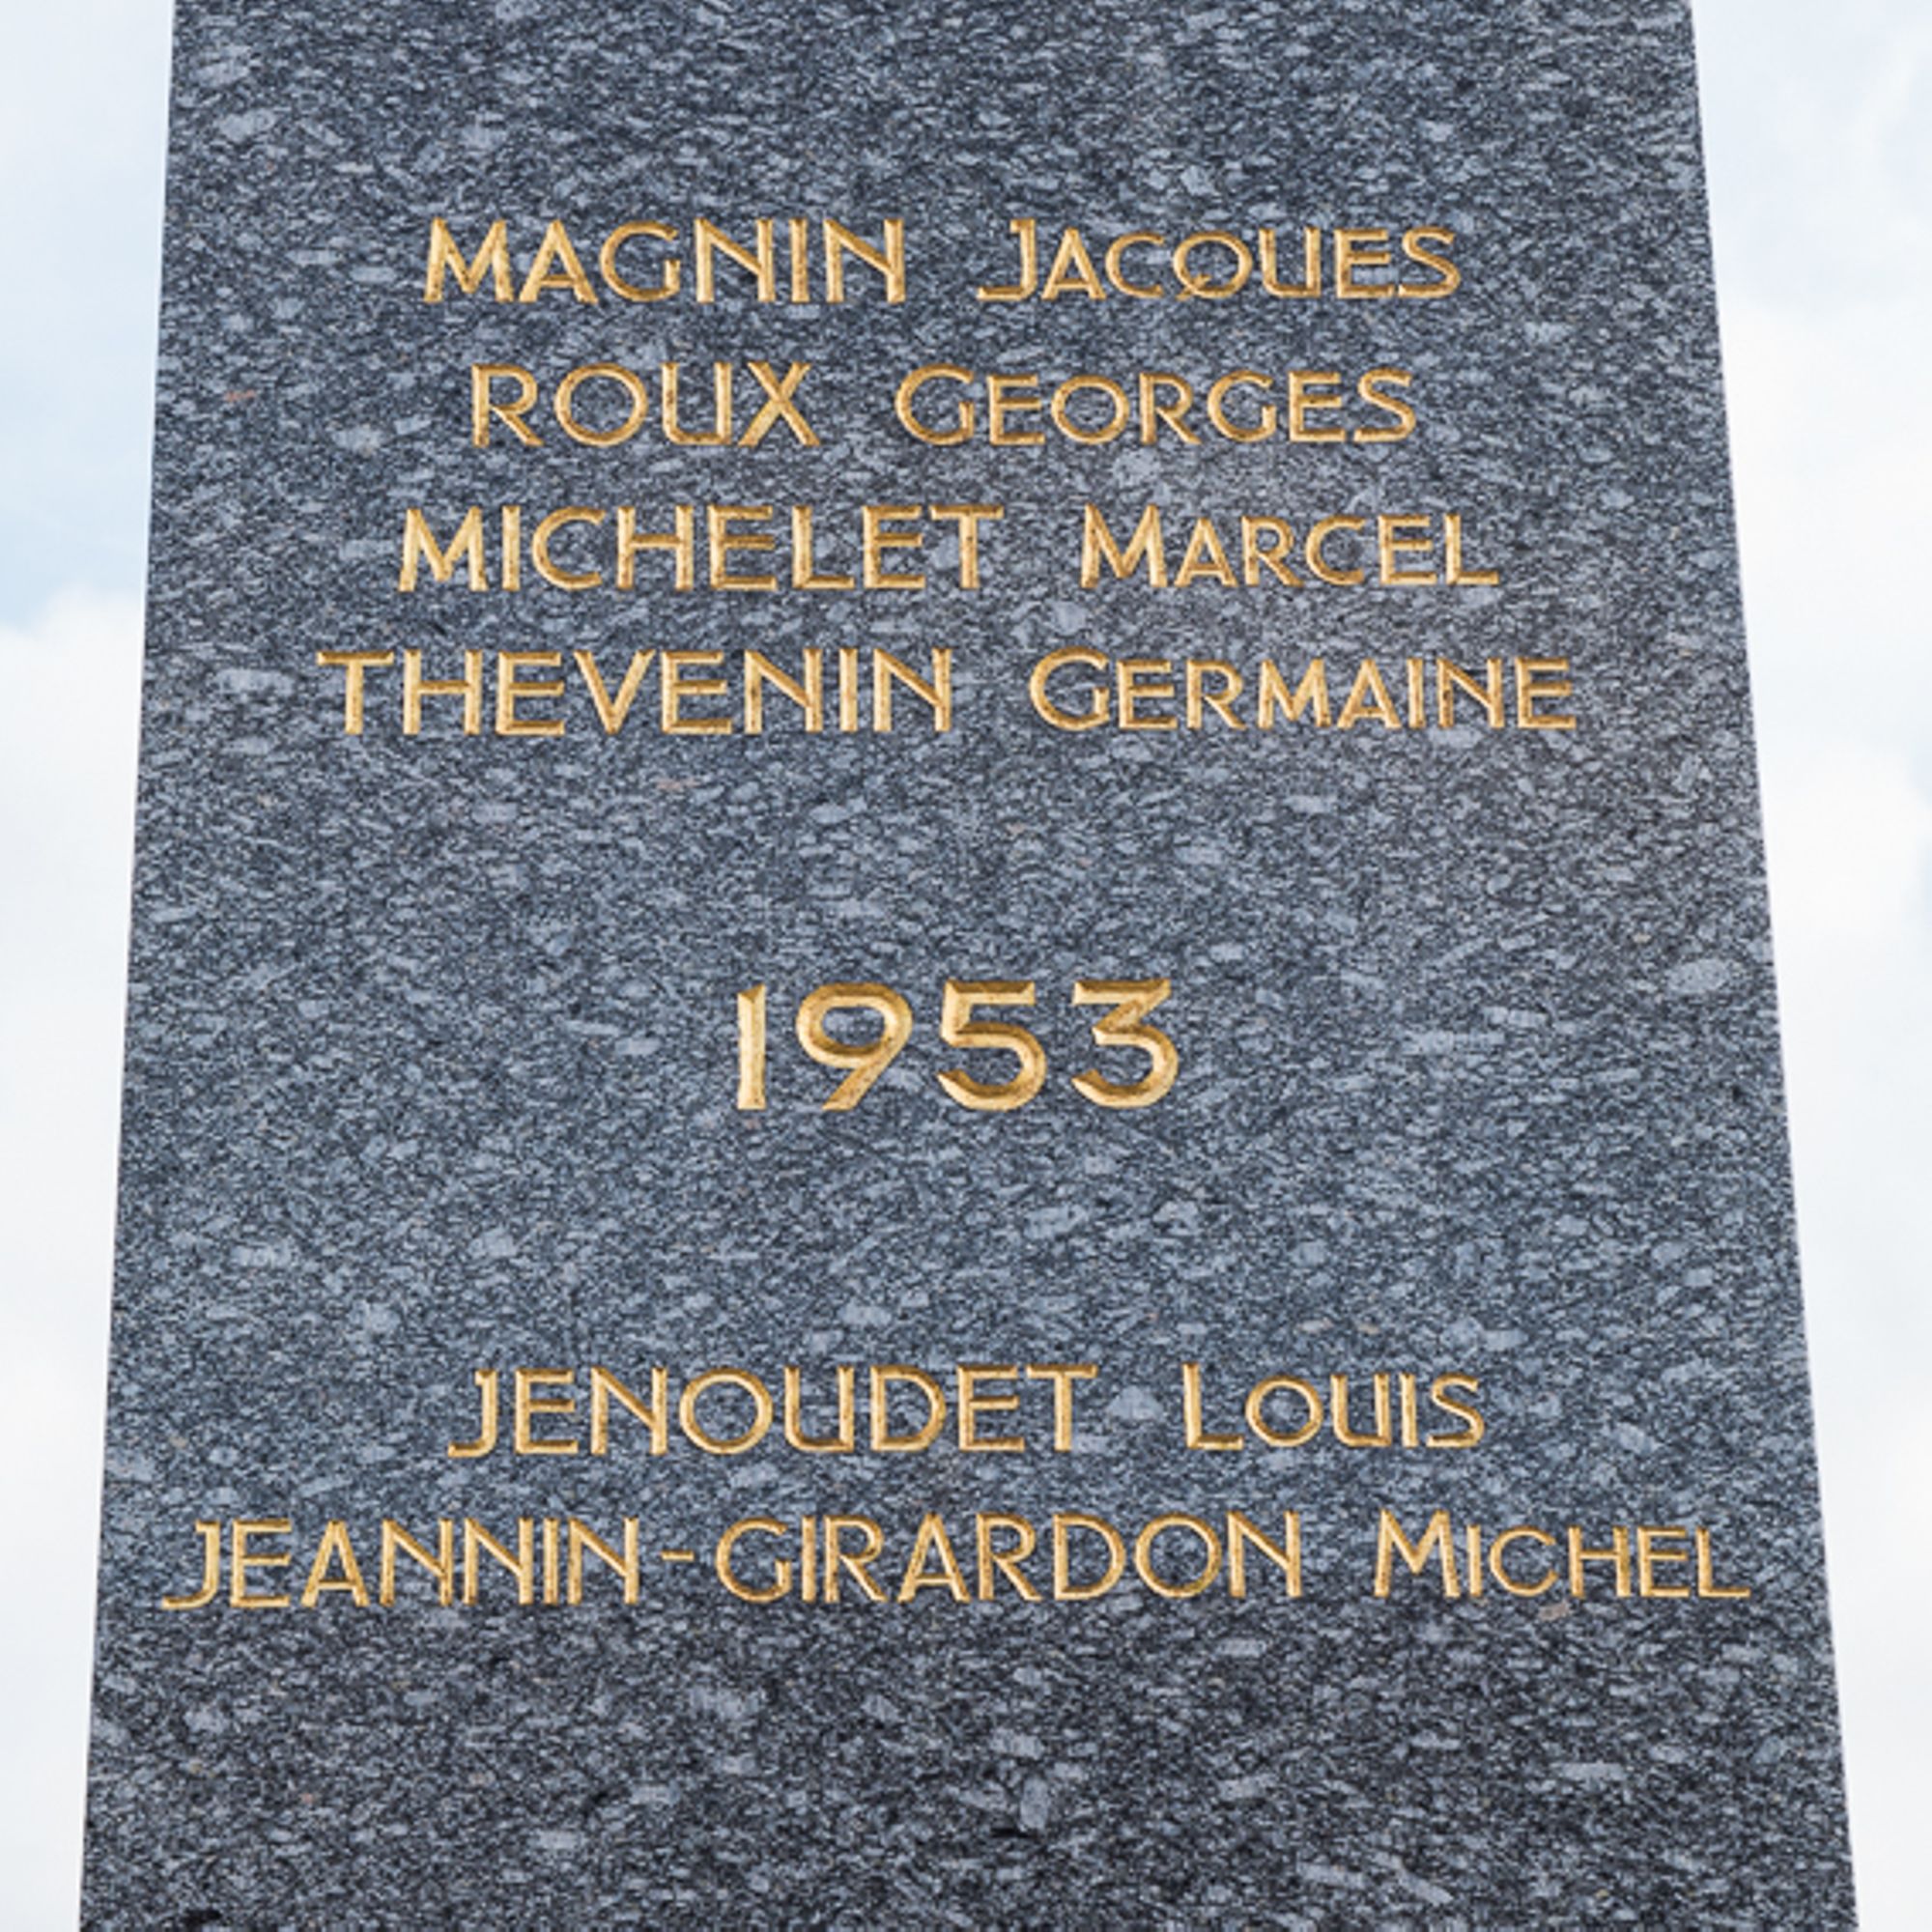 MAGNIN JACQUES
ROUX GEORGES
MICHELET MARCEL
THEVENIN GERMAINE
1953
JENOUDET LOUIS
JEANNIN-GIRARDON MICHEL